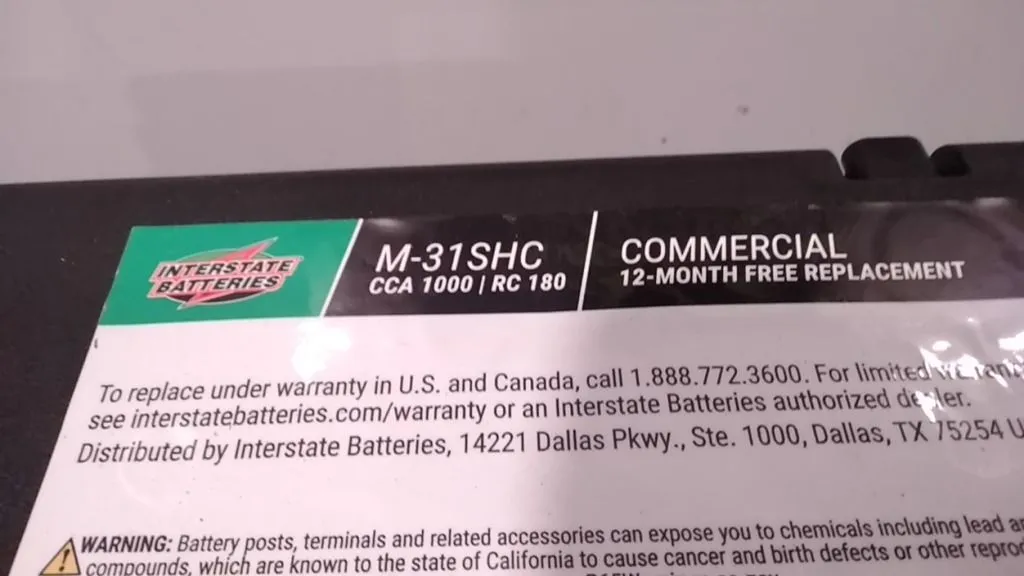 INTERSTATE
BATTERIES
M-31SHC
CCA 1000 | RC 180
COMMERCIAL
12-MONTH FREE REPLACEMENT
To replace under warranty in U.S. and Canada, call 1.888.772.3600. For limited
see interstatebatteries.com/warranty or an Interstate Batteries authorized dealer.
Distributed by Interstate Batteries, 14221 Dallas Pkwy., Ste. 1000, Dallas, TX 75254 U
WARNING: Battery posts, terminals and related accessories can expose you to chemicals including lead
compounds, which are known to the state of California to cause cancer and birth defects or other